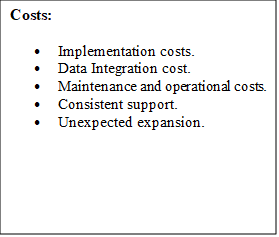 Costs:
• Implementation costs.
• Data Integration cost.
• Maintenance and operational costs.
• Consistent support.
• Unexpected expansion.